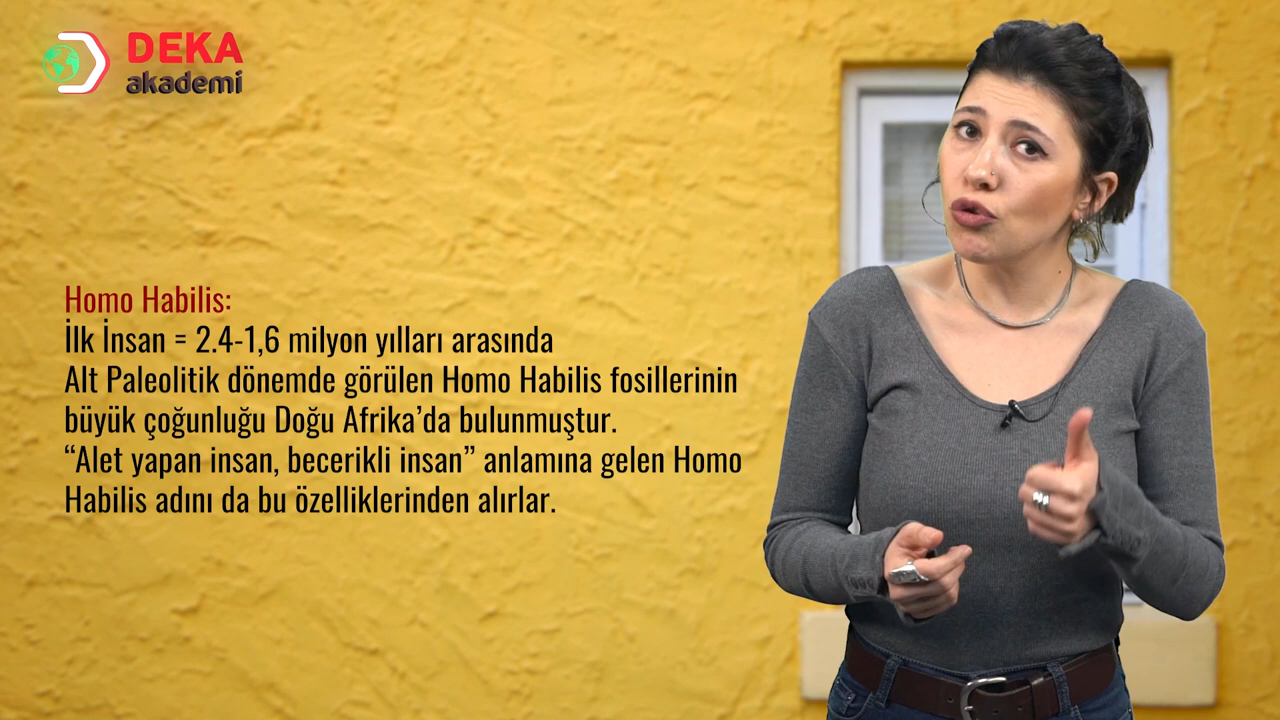 DEKA
akademi
Homo Habilis:
İlk İnsan = 2.4-1,6 milyon yılları arasında
Alt Paleolitik dönemde görülen Homo Habilis fosillerinin
büyük çoğunluğu Doğu Afrika’da bulunmuştur.
“Alet yapan insan, becerikli insan” anlamına gelen Homo
Habilis adını da bu özelliklerinden alırlar.